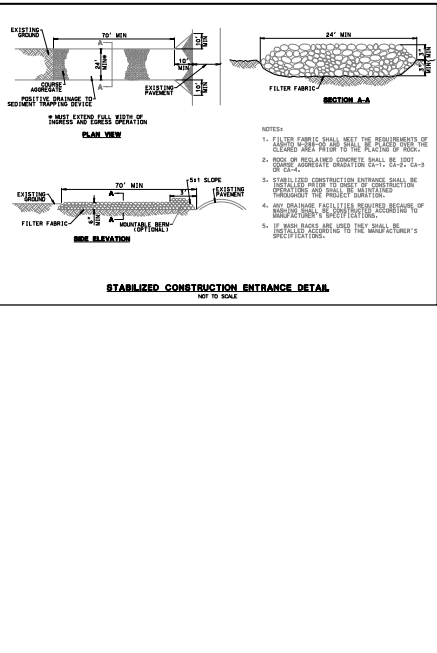 EXISTING
GROUND
70' MIN
A
24'
MIN*
10'
MIN
10'
MIN
10'
MIN
COURSE
AGGREGATE
EXISTING
PAVEMENT
A
POSITIVE DRAINAGE TO
SEDIMENT TRAPPING DEVICE
* MUST EXTEND FULL WIDTH OF
INGRESS AND EGRESS OPERATION
PLAN VIEW
24' MIN
3"
3"
FILTER FABRIC
SECTION A-A
70' MIN
5:1 SLOPE
EXISTING
GROUND
A
3"
EXISTING
PAVEMENT
FILTER FABRIC
6"
A
MOUNTABLE BERM
(OPTIONAL)
SIDE ELEVATION
NOTES:
1. FILTER FABRIC SHALL MEET THE REQUIREMENTS OF
AASHTO M-288-00 AND SHALL BE PLACED OVER THE
CLEARED AREA PRIOR TO THE PLACING OF ROCK.
2. ROCK OR RECLAIMED CONCRETE SHALL BE IDOT
COARSE AGGREGATE GRADATION CA-1, CA-2, CA-3
OR CA-4.
3. STABILIZED CONSTRUCTION ENTRANCE SHALL BE
INSTALLED PRIOR TO ONSET OF CONSTRUCTION
OPERATIONS AND SHALL BE MAINTAINED
THROUGHOUT THE PROJECT DURATION.
4. ANY DRAINAGE FACILITIES REQUIRED BECAUSE OF
WASHING SHALL BE CONSTRUCTED ACCORDING TO
MANUFACTURER'S SPECIFICATIONS.
5. IF WASH RACKS ARE USED THEY SHALL BE
INSTALLED ACCORDING TO THE MANUFACTURER'S
SPECIFICATIONS.
STABILIZED CONSTRUCTION ENTRANCE DETAIL
NOT TO SCALE